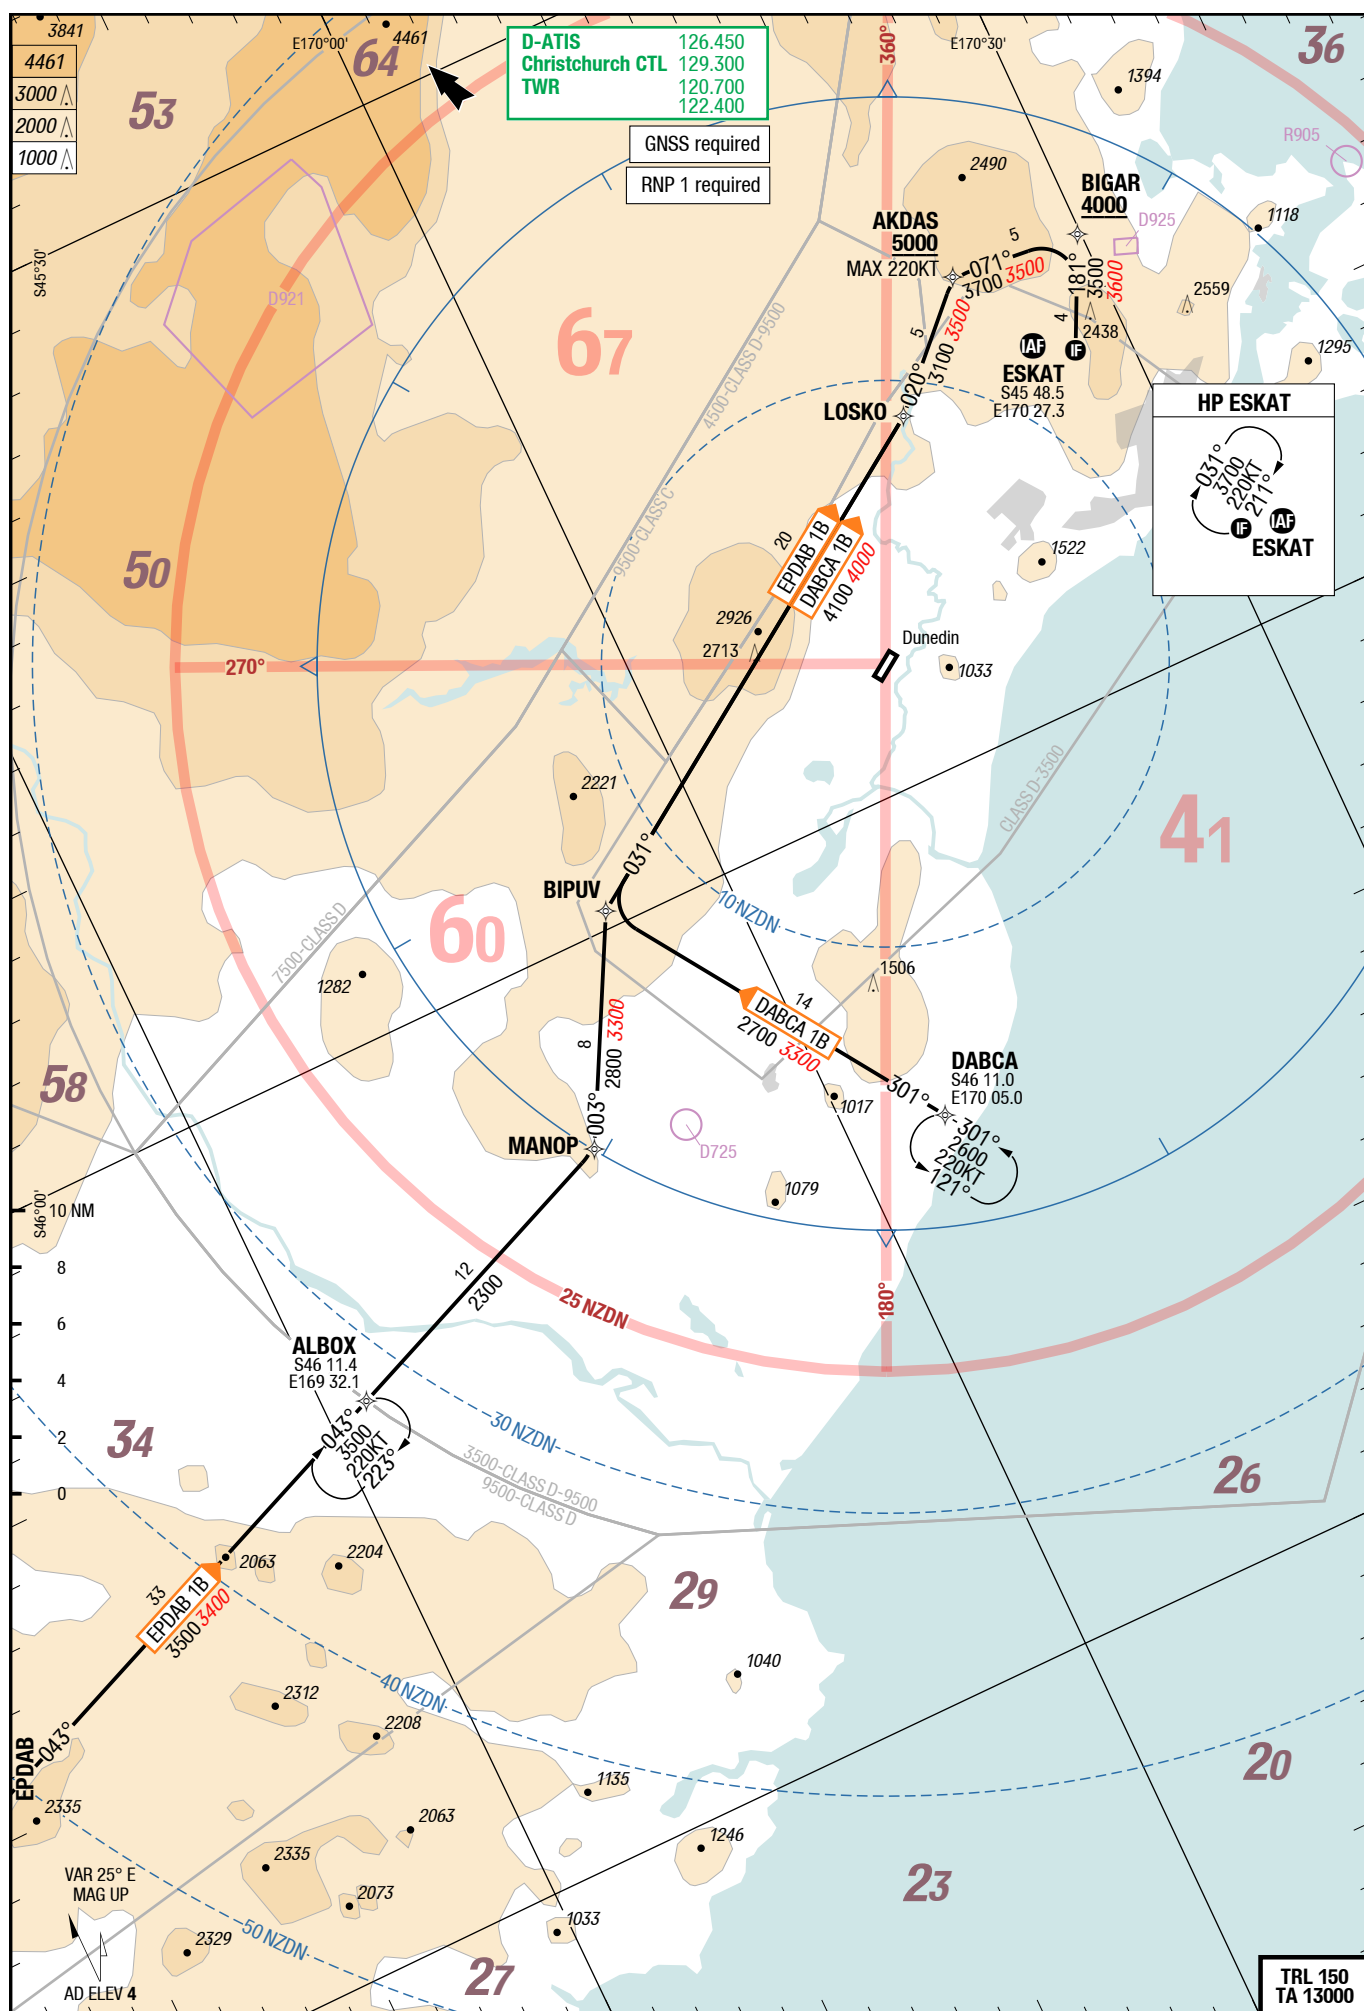 3841
4461
64
E170°00'
D-ATIS 126.450
Christchurch CTL 129.300
TWR 120.700
122.400
360°
E170°30'
36
4461
3000
2000
1000
53
1394
R905
GNSS required
RNP 1 required
2490
BIGAR
4000
D925
1118
AKDAS
5000
MAX 220KT
S45°30'
D921
071°
5
3700 3500
181°
3500
3600
4
2559
2438
67
4500-CLASS D-9500
5
020°
3100 3500
IAF
IF
ESKAT
S45 48.5
E170 27.3
1295
LOSKO
HP ESKAT
031°
3700
220KT
211°
IF
IAF
ESKAT
9500-CLASS C
50
20
EPDAB 1B
DABCA 1B
4100 4000
1522
2926
2713
Dunedin
270°
1033
2221
CLASS D-3500
41
031°
BIPUV
10 NZDN
60
7500-CLASS D
1282
1506
14
DABCA 1B
2700 3300
8
2800 3300
58
DABCA
S46 11.0
E170 05.0
301°
1017
003°
MANOP
D725
301°
2600
220KT
121°
1079
S46°00'
10 NM
8
6
4
2
0
12
2300
25 NZDN
180°
ALBOX
S46 11.4
E169 32.1
34
30 NZDN
043°
3500
220KT
223°
3500-CLASS D-9500
9500-CLASS D
26
2063
2204
33
EPDAB 1B
3500 3400
29
1040
40 NZDN
2312
2208
043°
EPDAB
20
1135
2335
2063
1246
2335
VAR 25° E
MAG UP
2073
23
50 NZDN
1033
2329
27
AD ELEV 4
TRL 150
TA 13000